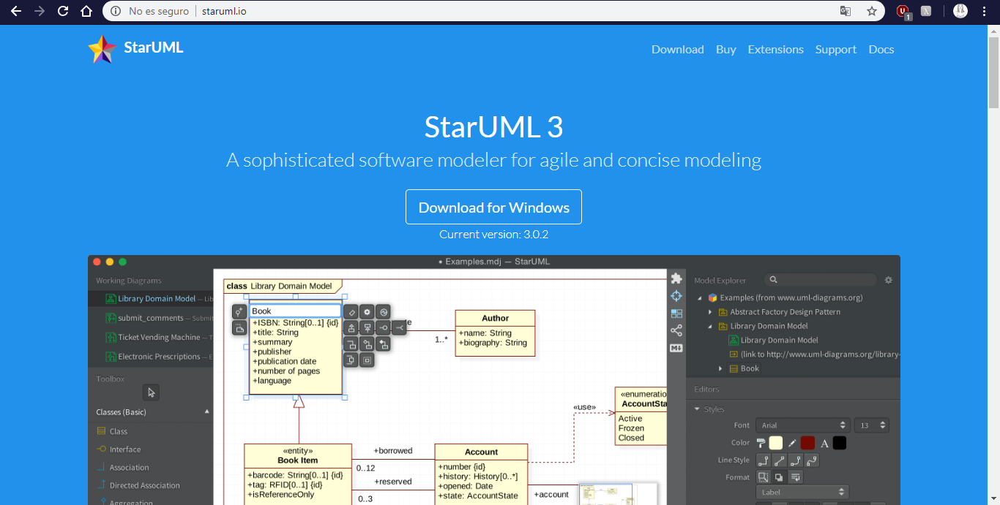 No es seguro staruml.io
1
StarUML
Download Buy Extensions Support Docs
StarUML 3
A sophisticated software modeler for agile and concise modeling
Download for Windows
Current version: 3.0.2
• Examples.mdj — StarUML
Working Diagrams
Library Domain Model — Lib
submit_comments — Submit
Ticket Vending Machine — T
Electronic Prescriptions — E
Toolbox
Classes (Basic)
Class
Interface
Association
Directed Association
Aggregation
class Library Domain Model
Book
+ISBN: String[0..1] {id}
+title: String
+summary
+publisher
+publication date
+number of pages
+language
1..*
Author
+name: String
+biography: String
«use»
«enumeratio
AccountSta
Active
Frozen
Closed
«entity»
Book Item
+barcode: String[0..1] {id}
+tag: RFID[0..1] {id}
+isReferenceOnly
+borrowed
0..12
+reserved
0..3
Account
+number {id}
+history: History[0..*]
+opened: Date
+state: AccountState
+account
Model Explorer
Examples (from www.uml-diagrams.org)
Abstract Factory Design Pattern
Library Domain Model
Library Domain Model
(link to http://www.uml-diagrams.org/library-
Book
Editors
Styles
Font Arial 13
Color A
Line Style
Format
Label